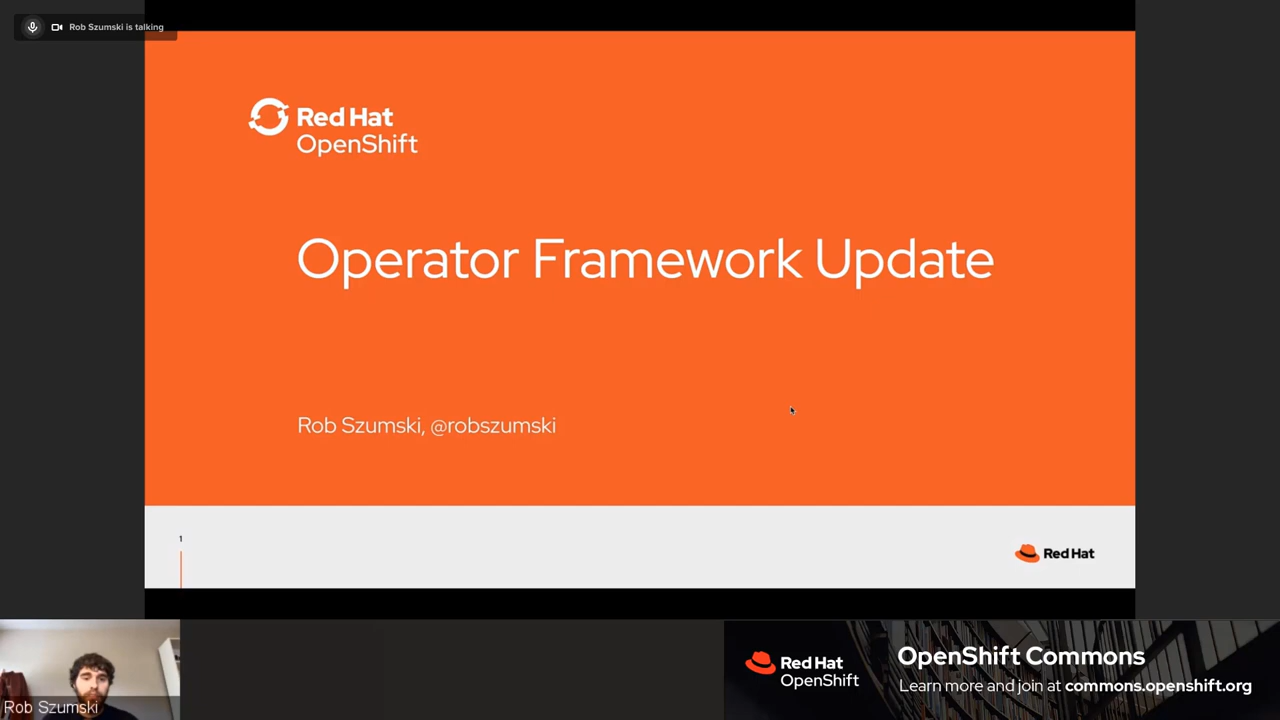 Rob Szumski is talking
Red Hat
OpenShift
Operator Framework Update
Rob Szumski, @robszumski
1
Red Hat
Rob Szumski
Red Hat
OpenShift
OpenShift Commons
Learn more and join at commons.openshift.org